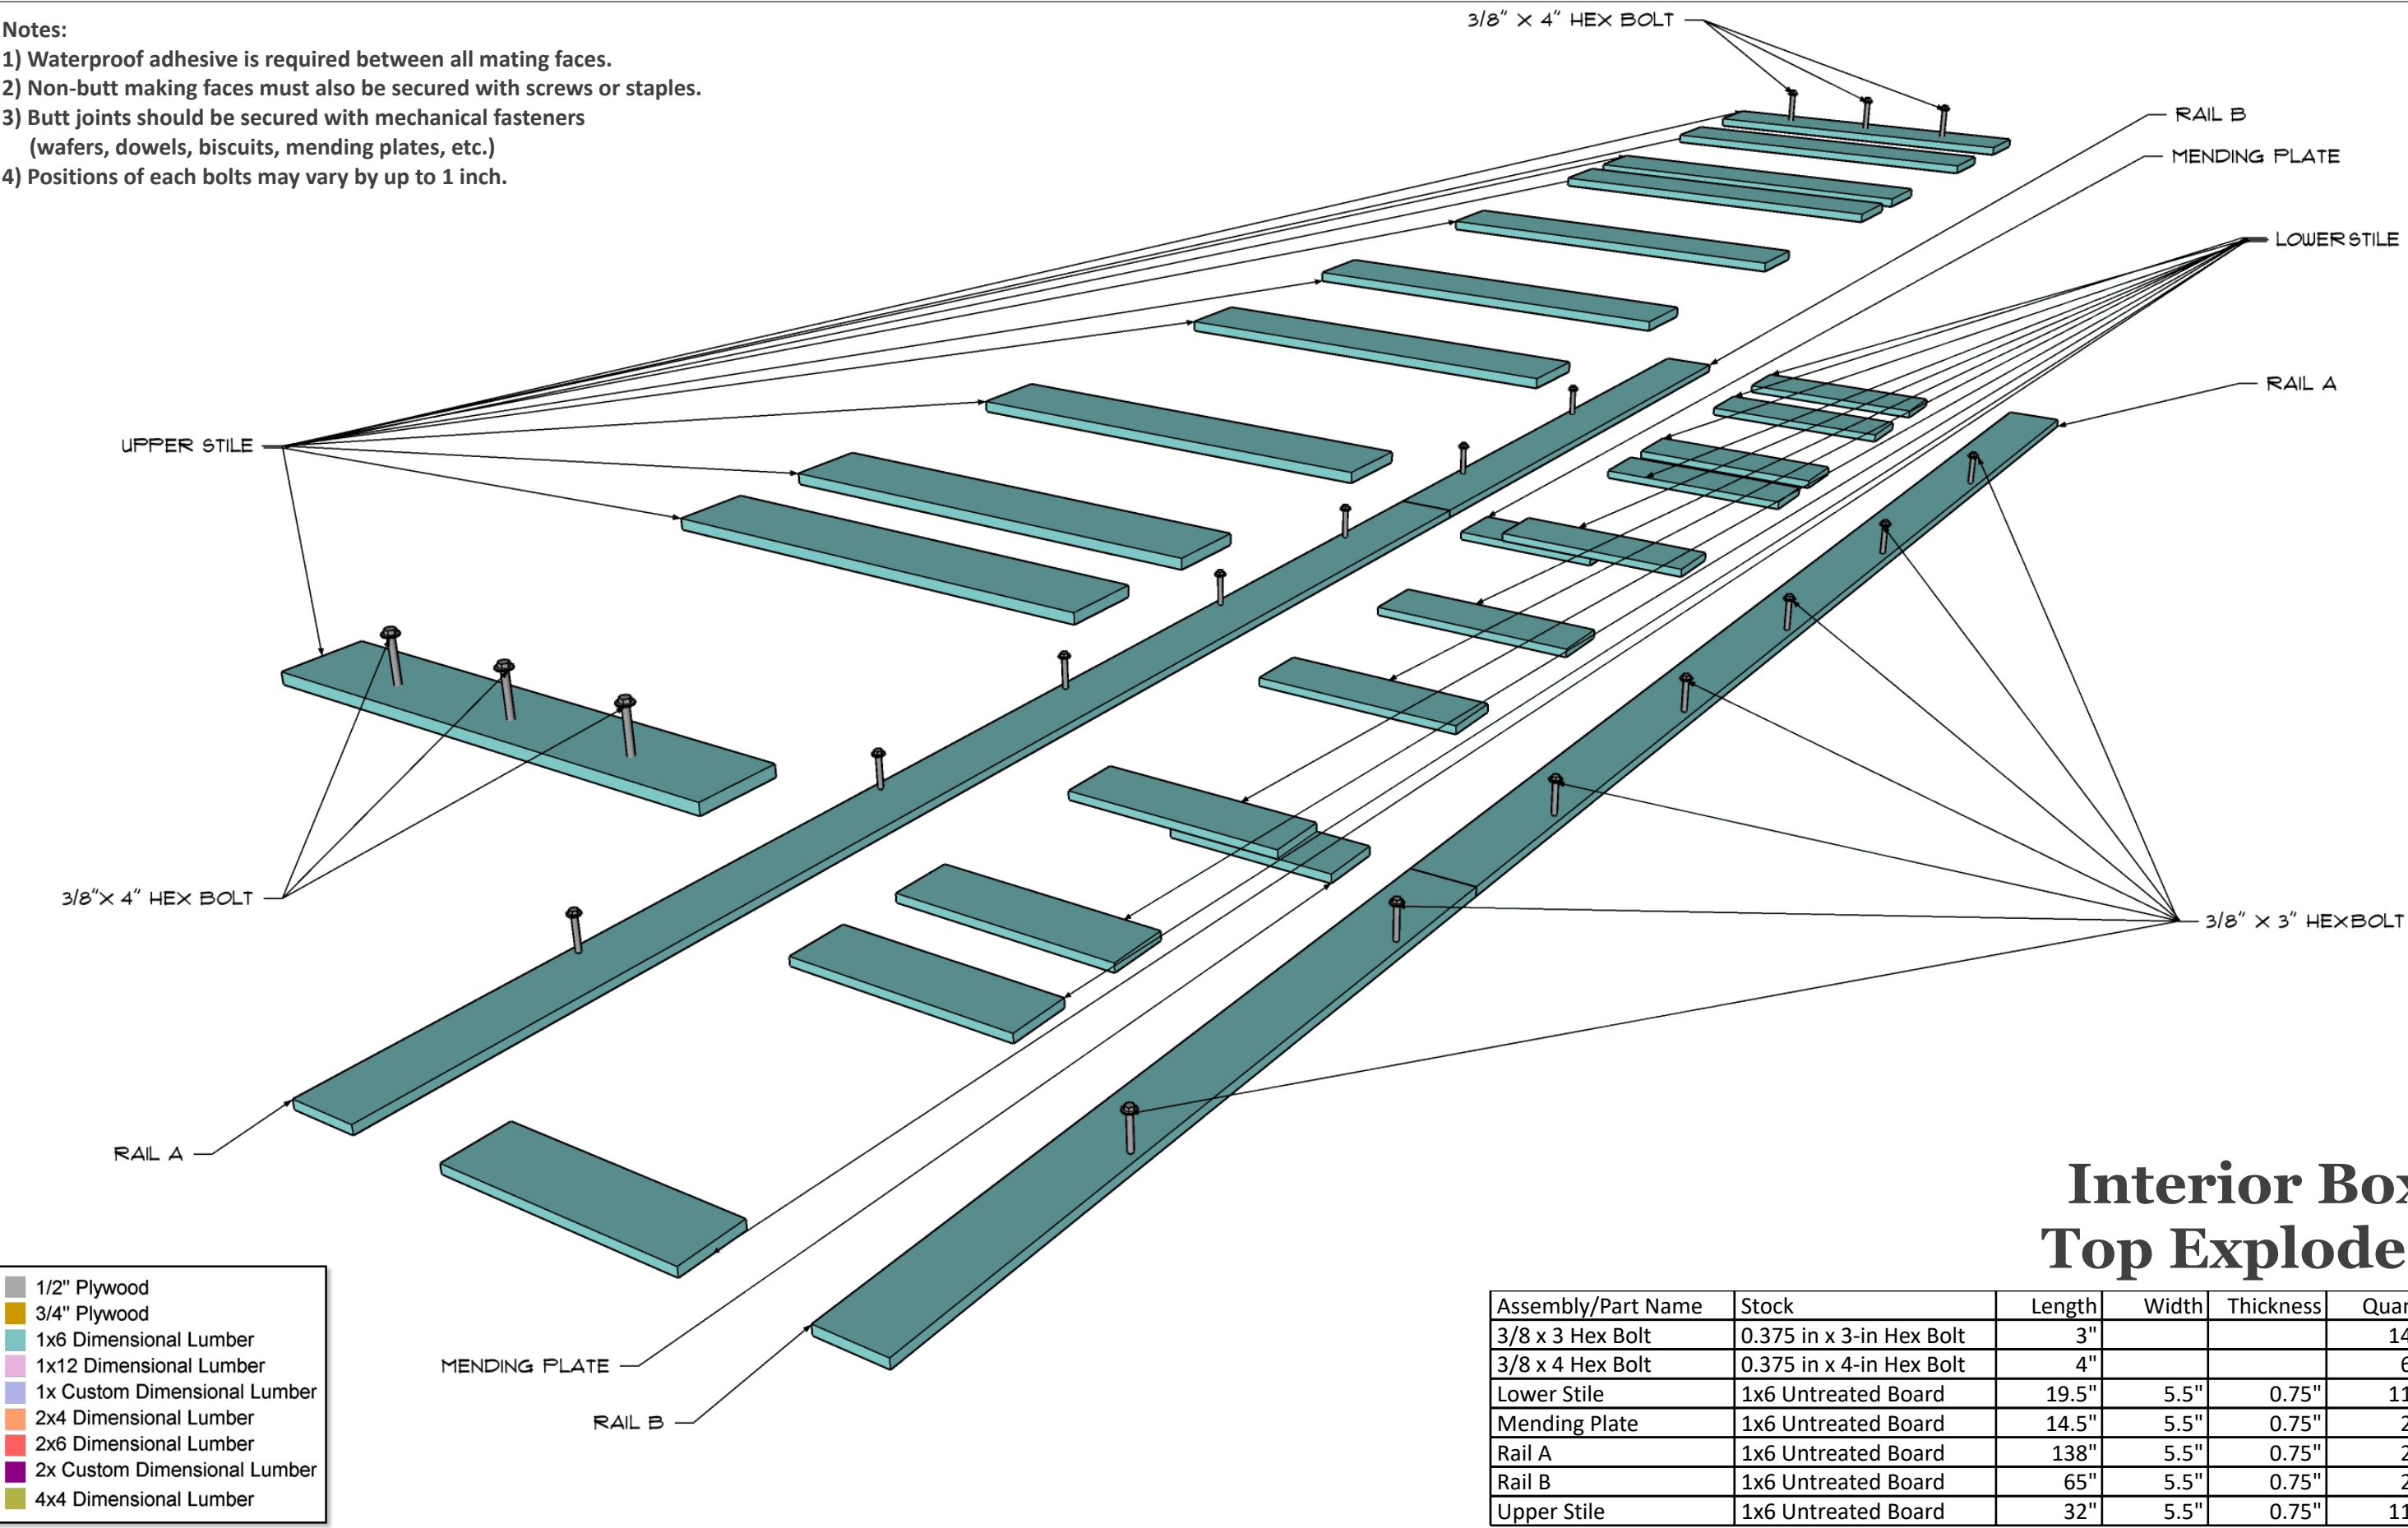 Notes:
1) Waterproof adhesive is required between all mating faces.
2) Non-butt making faces must also be secured with screws or staples.
3) Butt joints should be secured with mechanical fasteners
(wafers, dowels, biscuits, mending plates, etc.)
4) Positions of each bolts may vary by up to 1 inch.
3/8" X 4" HEX BOLT
RAIL B
MENDING PLATE
LOWERSTILE
RAIL A
UPPER STILE
3/8"X 4" HEX BOLT
3/8" X 3" HEXBOLT
RAIL A
MENDING PLATE
RAIL B
1/2" Plywood
3/4" Plywood
1x6 Dimensional Lumber
1x12 Dimensional Lumber
1x Custom Dimensional Lumber
2x4 Dimensional Lumber
2x6 Dimensional Lumber
2x Custom Dimensional Lumber
4x4 Dimensional Lumber
Interior Box
Top Explode
Assembly/Part Name Stock Length Width Thickness Quan
3/8 x 3 Hex Bolt 0.375 in x 3-in Hex Bolt 3" 14
3/8 x 4 Hex Bolt 0.375 in x 4-in Hex Bolt 4" 6
Lower Stile 1x6 Untreated Board 19.5" 5.5" 0.75" 11
Mending Plate 1x6 Untreated Board 14.5" 5.5" 0.75" 2
Rail A 1x6 Untreated Board 138" 5.5" 0.75" 2
Rail B 1x6 Untreated Board 65" 5.5" 0.75" 2
Upper Stile 1x6 Untreated Board 32" 5.5" 0.75" 11